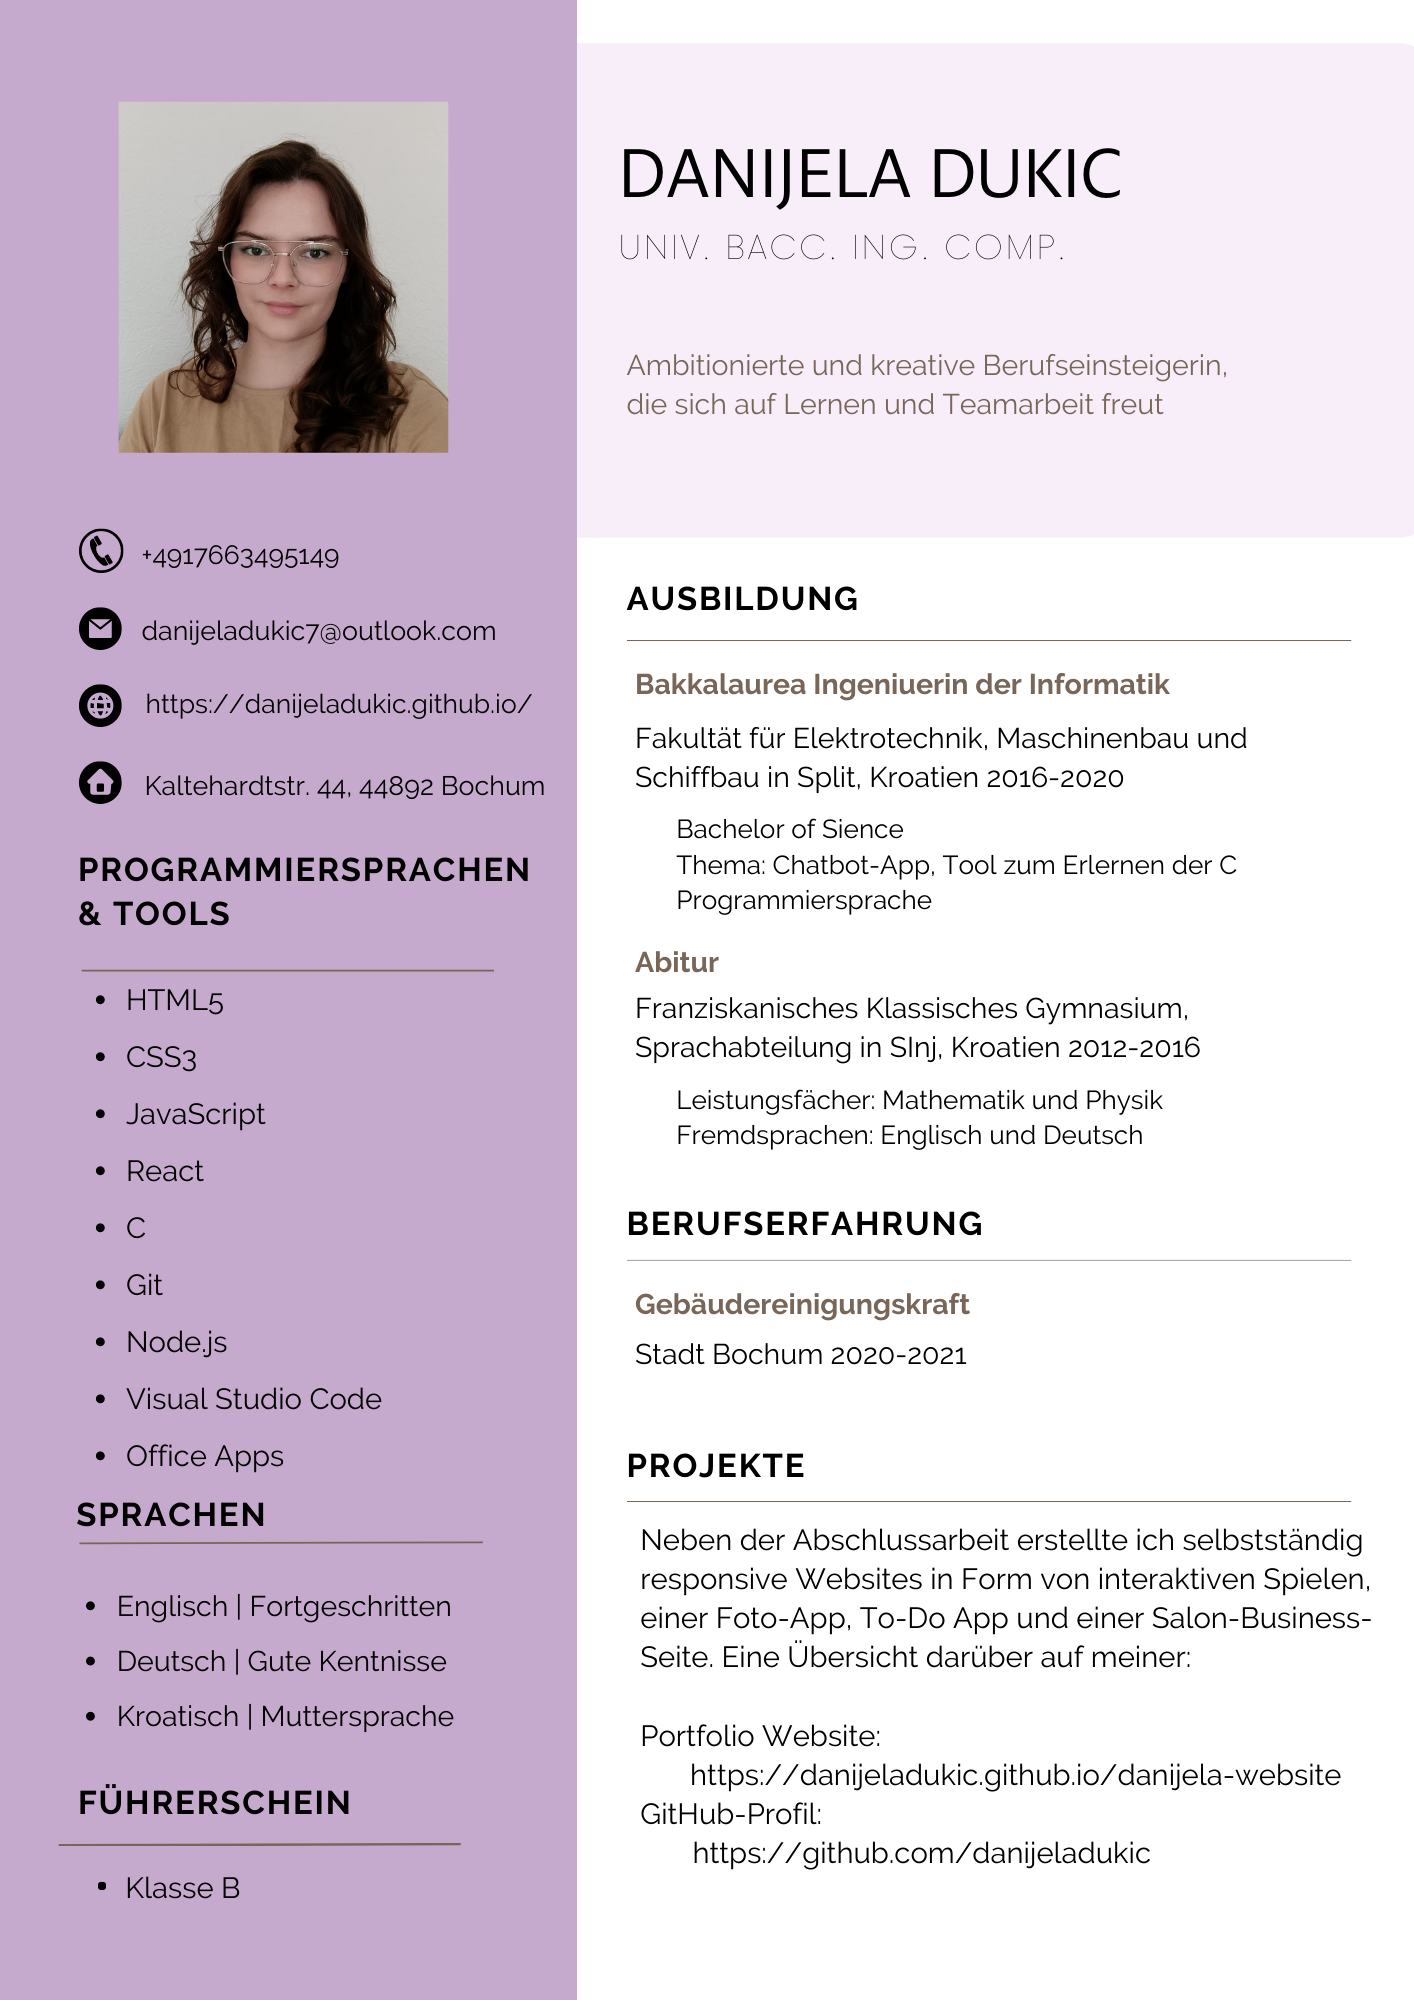 DANIJELA DUKIC
UNIV. BACC. ING. COMP.
Ambitionierte und kreative Berufseinsteigerin,
die sich auf Lernen und Teamarbeit freut
+4917663495149
danijeladukic7@outlook.com
https://danijeladukic.github.io/
Kaltehardtstr. 44, 44892 Bochum
PROGRAMMIERSPRACHEN
& TOOLS
• HTML5
• CSS3
• JavaScript
• React
• C
• Git
• Node.js
• Visual Studio Code
• Office Apps
SPRACHEN
• Englisch | Fortgeschritten
• Deutsch | Gute Kentnisse
• Kroatisch | Muttersprache
FÜHRERSCHEIN
• Klasse B
AUSBILDUNG
Bakkalaurea Ingeniuerin der Informatik
Fakultät für Elektrotechnik, Maschinenbau und
Schiffbau in Split, Kroatien 2016-2020
Bachelor of Sience
Thema: Chatbot-App, Tool zum Erlernen der C
Programmiersprache
Abitur
Franziskanisches Klassisches Gymnasium,
Sprachabteilung in SInj, Kroatien 2012-2016
Leistungsfächer: Mathematik und Physik
Fremdsprachen: Englisch und Deutsch
BERUFSERFAHRUNG
Gebäudereinigungskraft
Stadt Bochum 2020-2021
PROJEKTE
Neben der Abschlussarbeit erstellte ich selbstständig
responsive Websites in Form von interaktiven Spielen,
einer Foto-App, To-Do App und einer Salon-Business-
Seite. Eine Übersicht darüber auf meiner:
Portfolio Website:
https://danijeladukic.github.io/danijela-website
GitHub-Profil:
https://github.com/danijeladukic